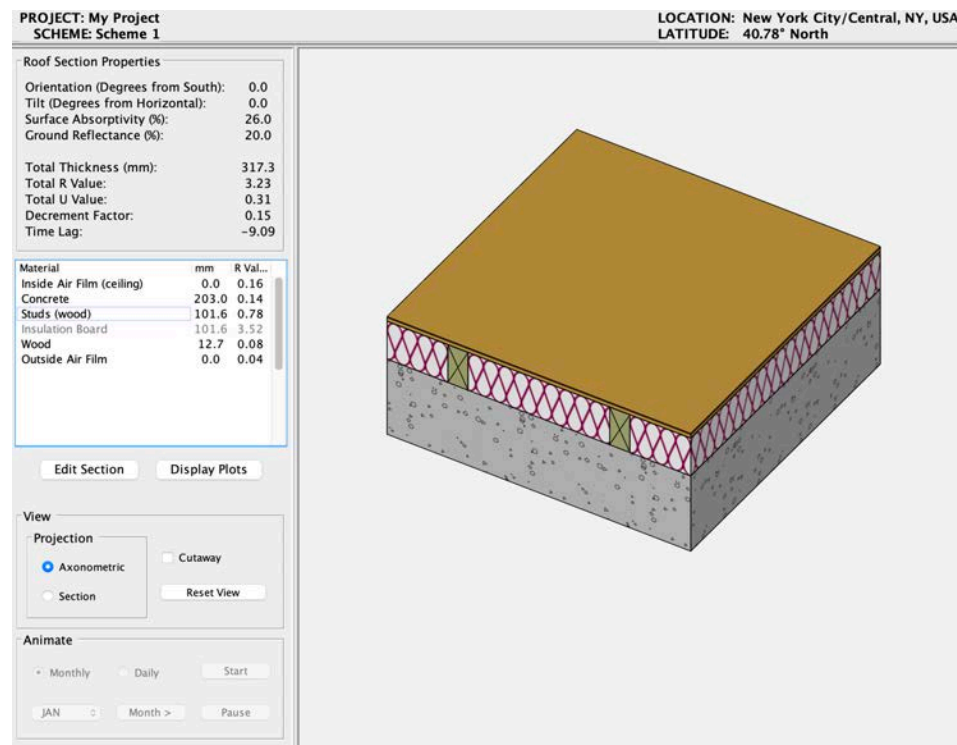 PROJECT: My Project
SCHEME: Scheme 1
LOCATION: New York City/Central, NY, USA
LATITUDE: 40.78° North
Roof Section Properties
Orientation (Degrees from South): 0.0
Tilt (Degrees from Horizontal): 0.0
Surface Absorptivity (%): 26.0
Ground Reflectance (%): 20.0
Total Thickness (mm): 317.3
Total R Value: 3.23
Total U Value: 0.31
Decrement Factor: 0.15
Time Lag: -9.09
Material mm R Val...
Inside Air Film (ceiling) 0.0 0.16
Concrete 203.0 0.14
Studs (wood) 101.6 0.78
Insulation Board 101.6 3.52
Wood 12.7 0.08
Outside Air Film 0.0 0.04
Edit Section Display Plots
View
Projection
Axonometric
Cutaway
Section
Reset View
Animate
Monthly Daily Start
JAN Month > Pause